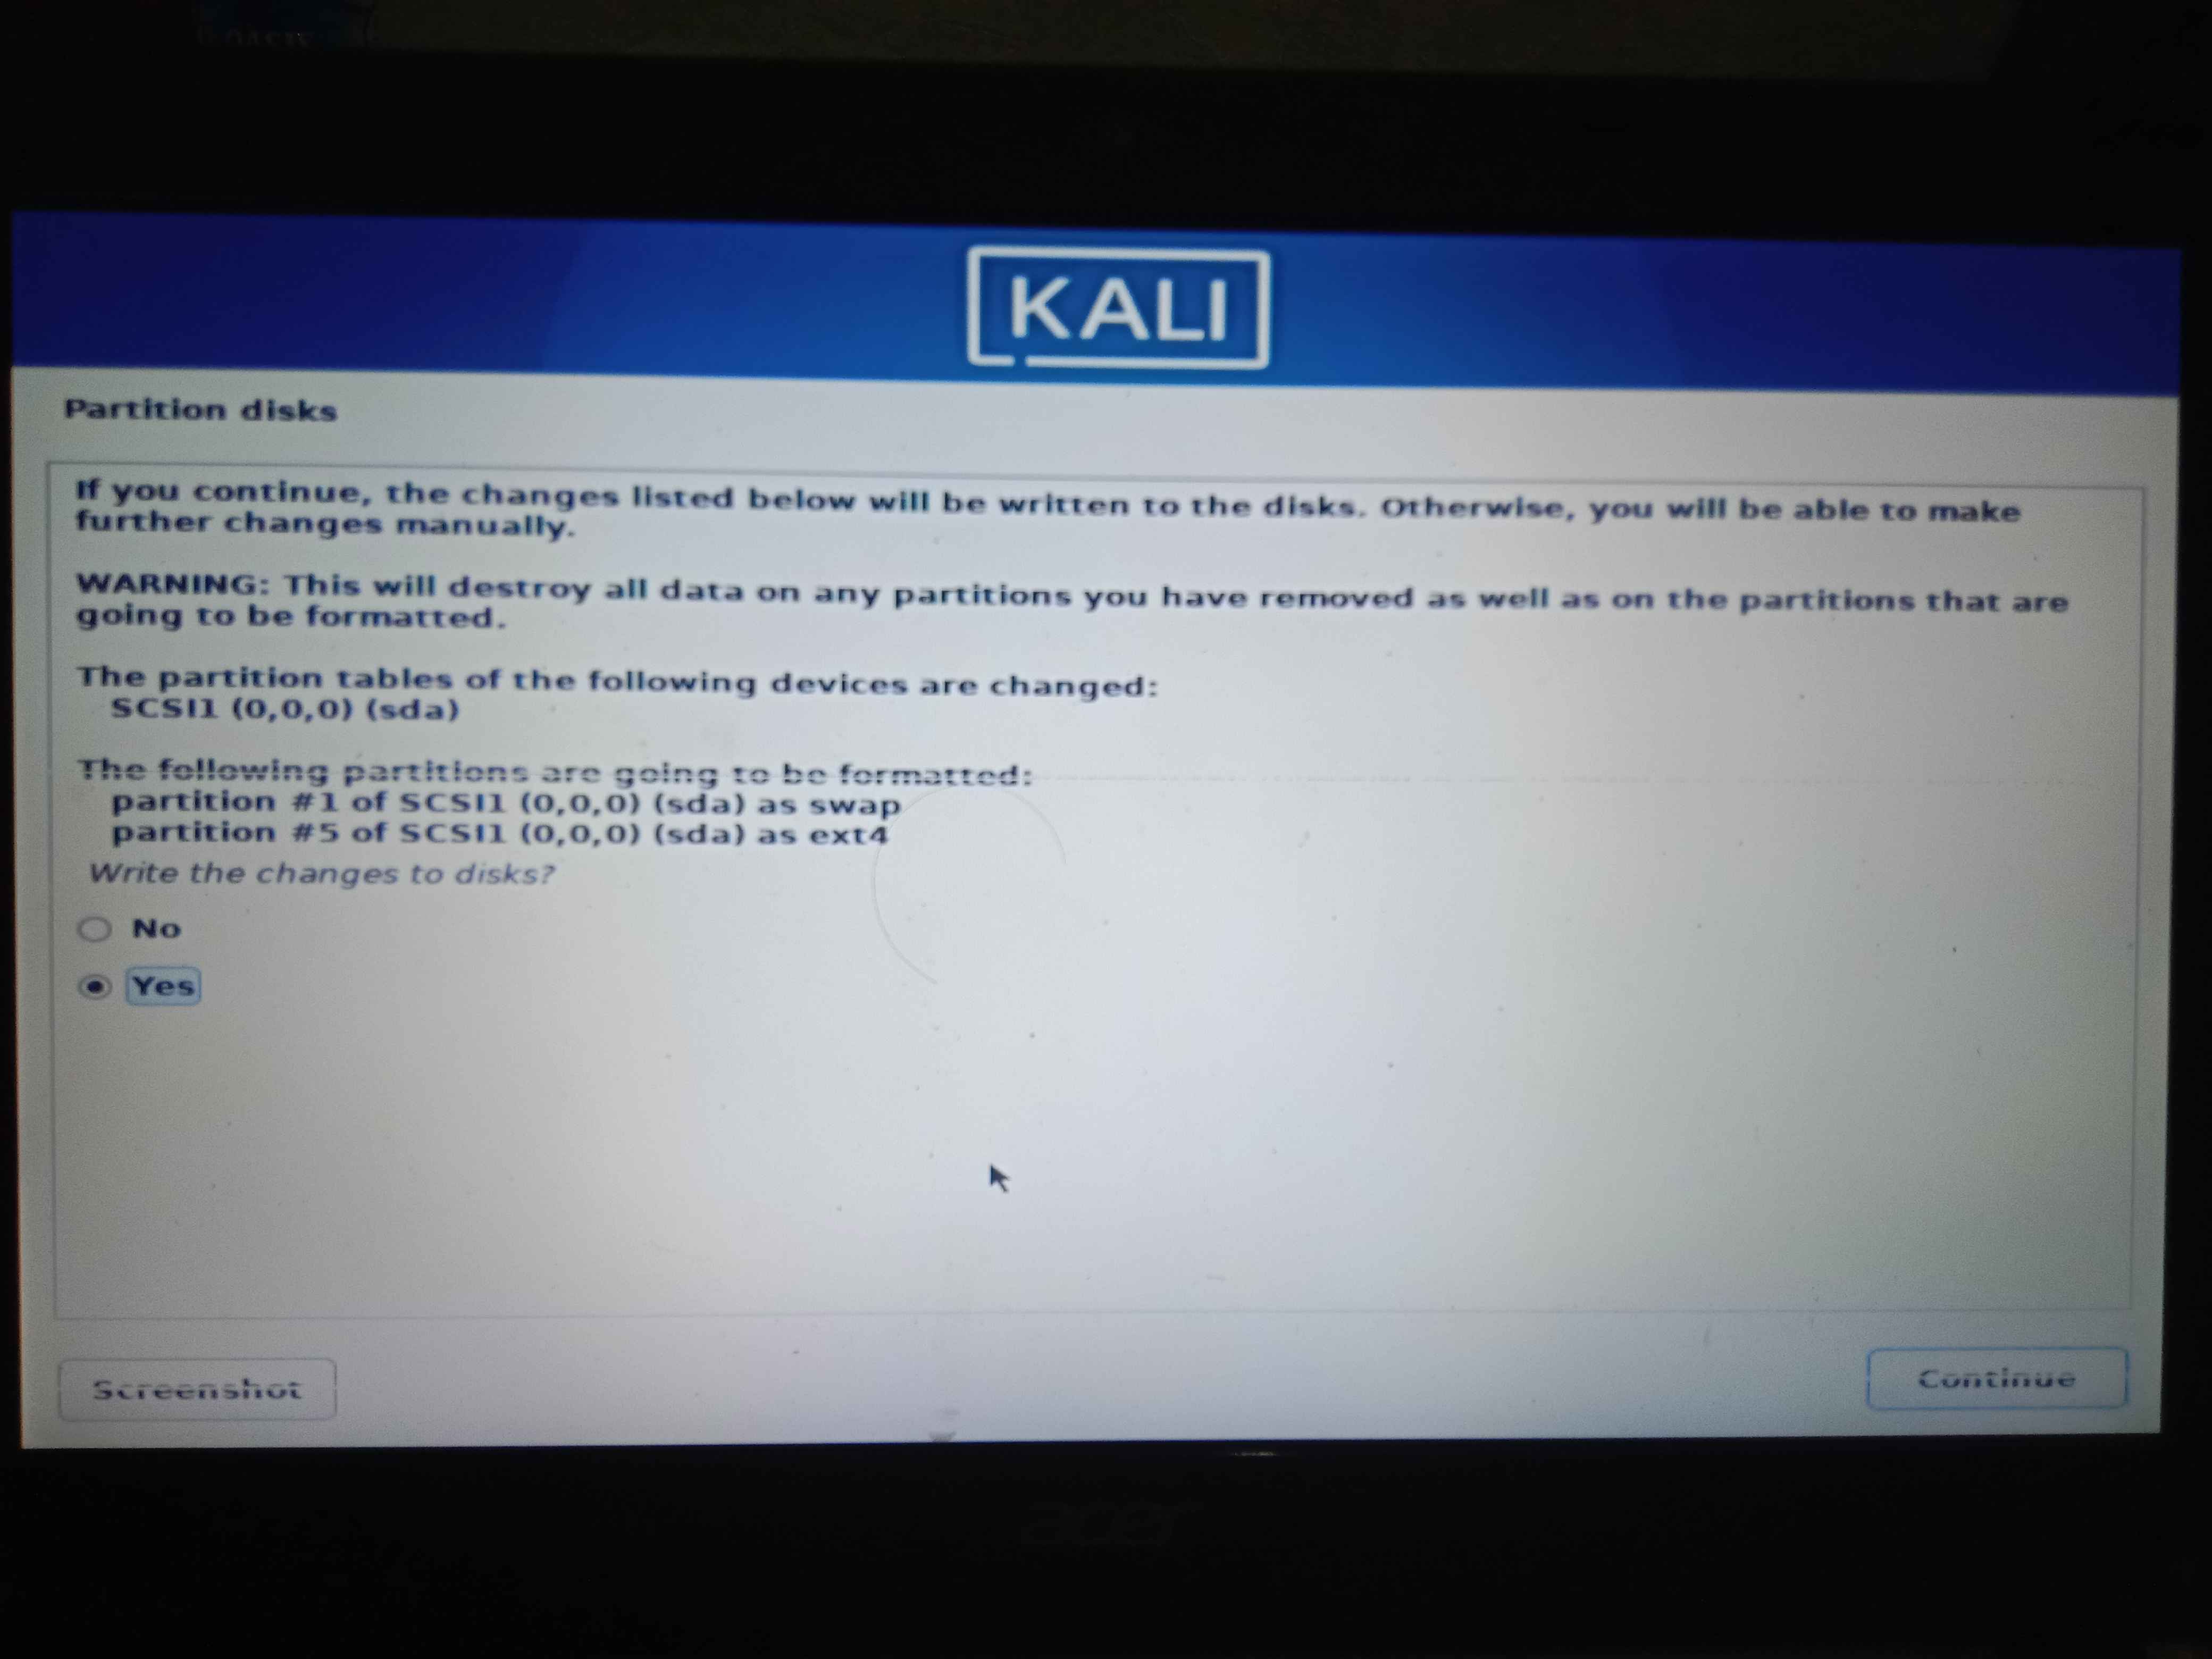 KALI
Partition disks
If you continue, the changes listed below will be written to the disks. Otherwise, you will be able to make
further changes manually.
WARNING: This will destroy all data on any partitions you have removed as well as on the partitions that are
going to be formatted.
The partition tables of the following devices are changed:
SCSI1 (0,0,0) (sda)
The following partitions are going to be formatted:
partition #1 of SCSI1 (0,0,0) (sda) as swap
partition #5 of SCSI1 (0,0,0) (sda) as ext4
Write the changes to disks?
No
Yes
Screenshot
Continue
acer